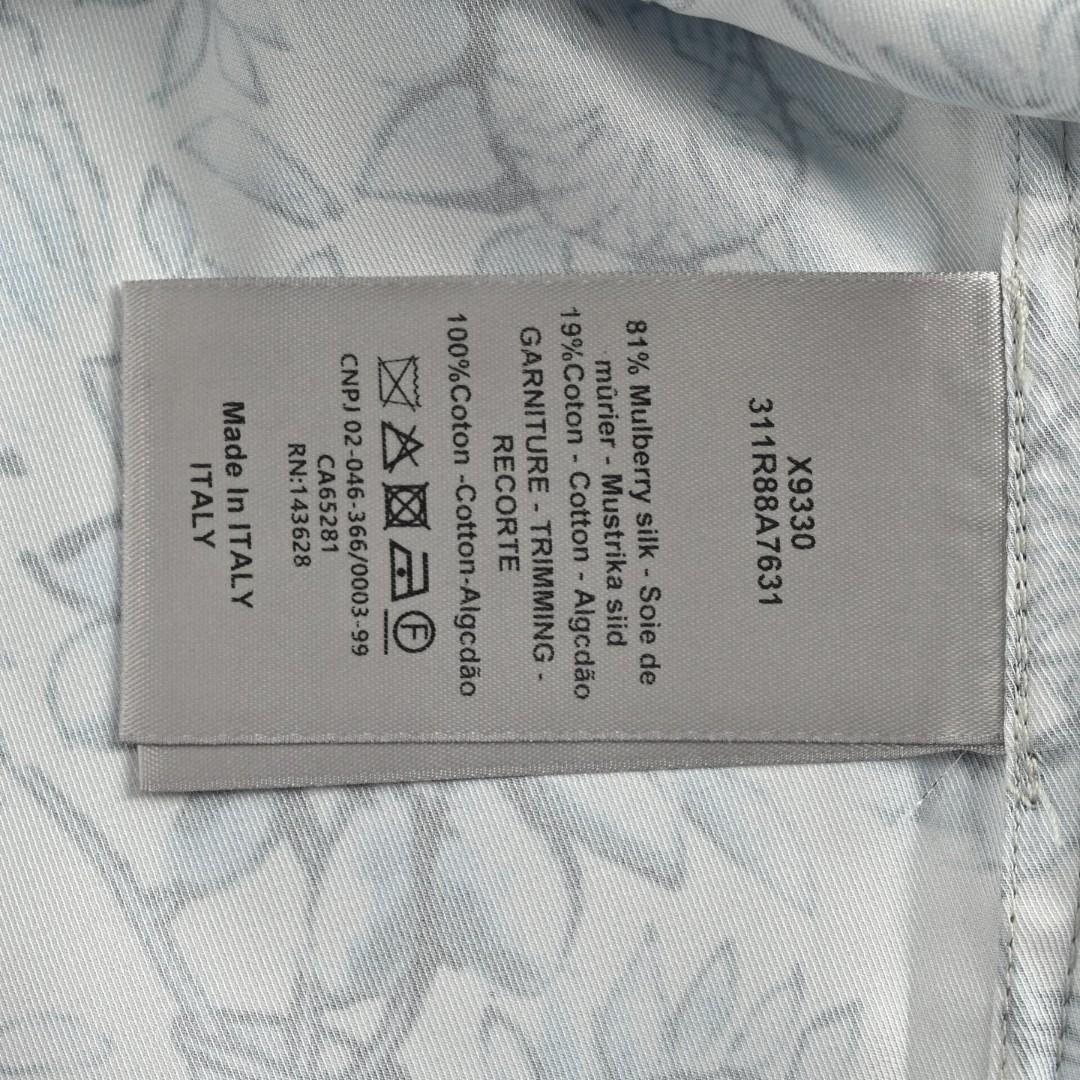 X9330
311R88A7631
81% Mulberry silk - Soie de
mûrier - Mustrika siid
19%Coton - Cotton - Algcdão
GARNITURE - TRIMMING -
RECORTE
100%Coton -Cotton-Algcdão
F
CNPJ 02-046-366/0003-99
CA65281
RN:143628
Made In ITALY
ITALY